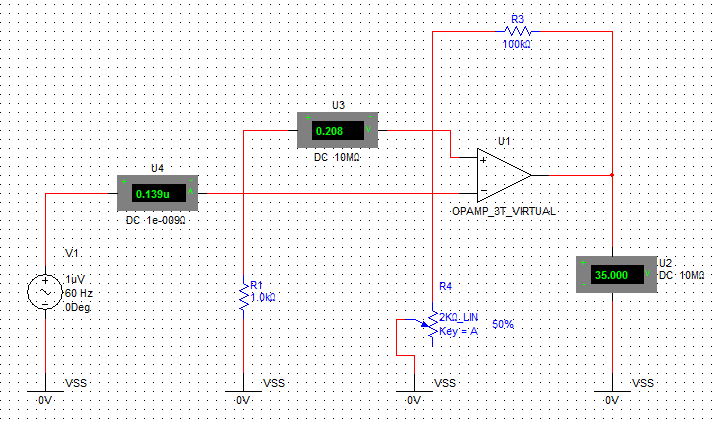 R3
100kΩ
U3
+
-
0.208
V
DC 10MΩ
U1
+
-
OPAMP_3T_VIRTUAL
U4
+
-
0.139u
A
DC 1e-009Ω
V1
+
1uV
60 Hz
0Deg
R1
1.0kΩ
R4
2KΩ_LIN
Key = A
50%
U2
+
35.000
V
DC 10MΩ
VSS
0V
VSS
0V
VSS
0V
VSS
0V